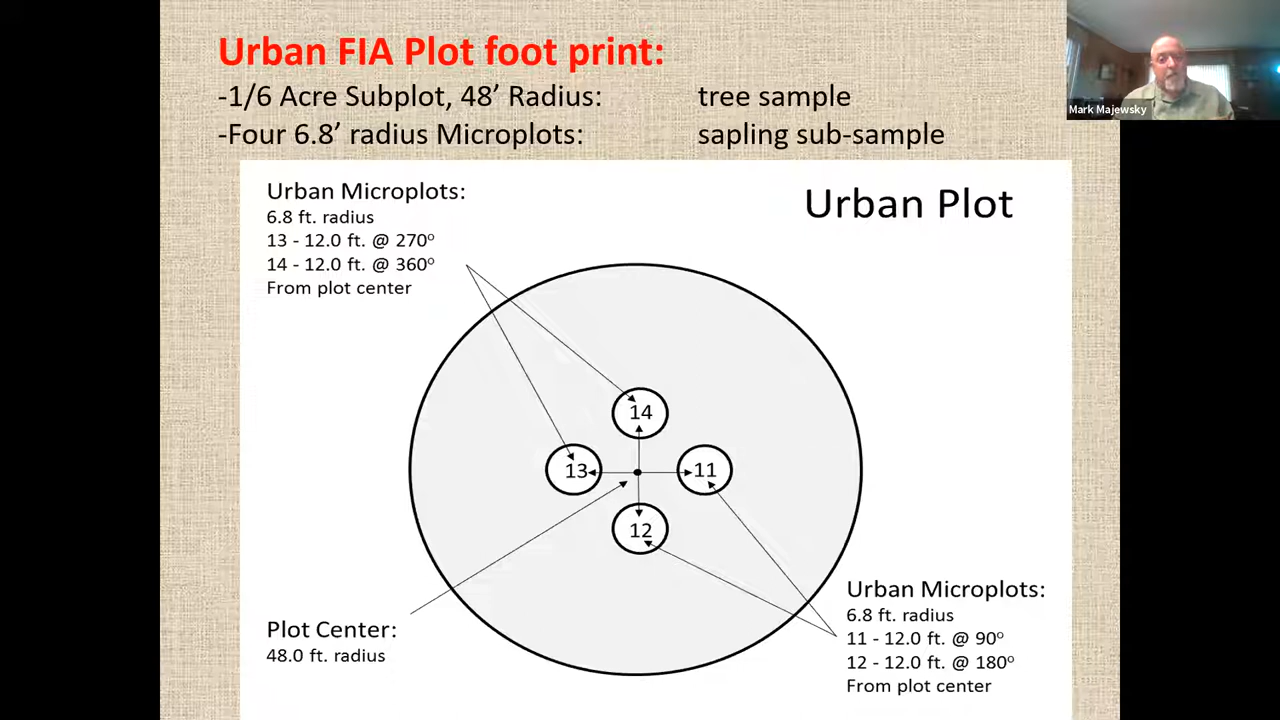 Urban FIA Plot foot print:
-1/6 Acre Subplot, 48’ Radius: tree sample
-Four 6.8’ radius Microplots: sapling sub-sample
Mark Majewsky
Urban Plot
Urban Microplots:
6.8 ft. radius
13 - 12.0 ft. @ 270°
14 - 12.0 ft. @ 360°
From plot center
14
13
11
12
Plot Center:
48.0 ft. radius
Urban Microplots:
6.8 ft. radius
11 - 12.0 ft. @ 90°
12 - 12.0 ft. @ 180°
From plot center